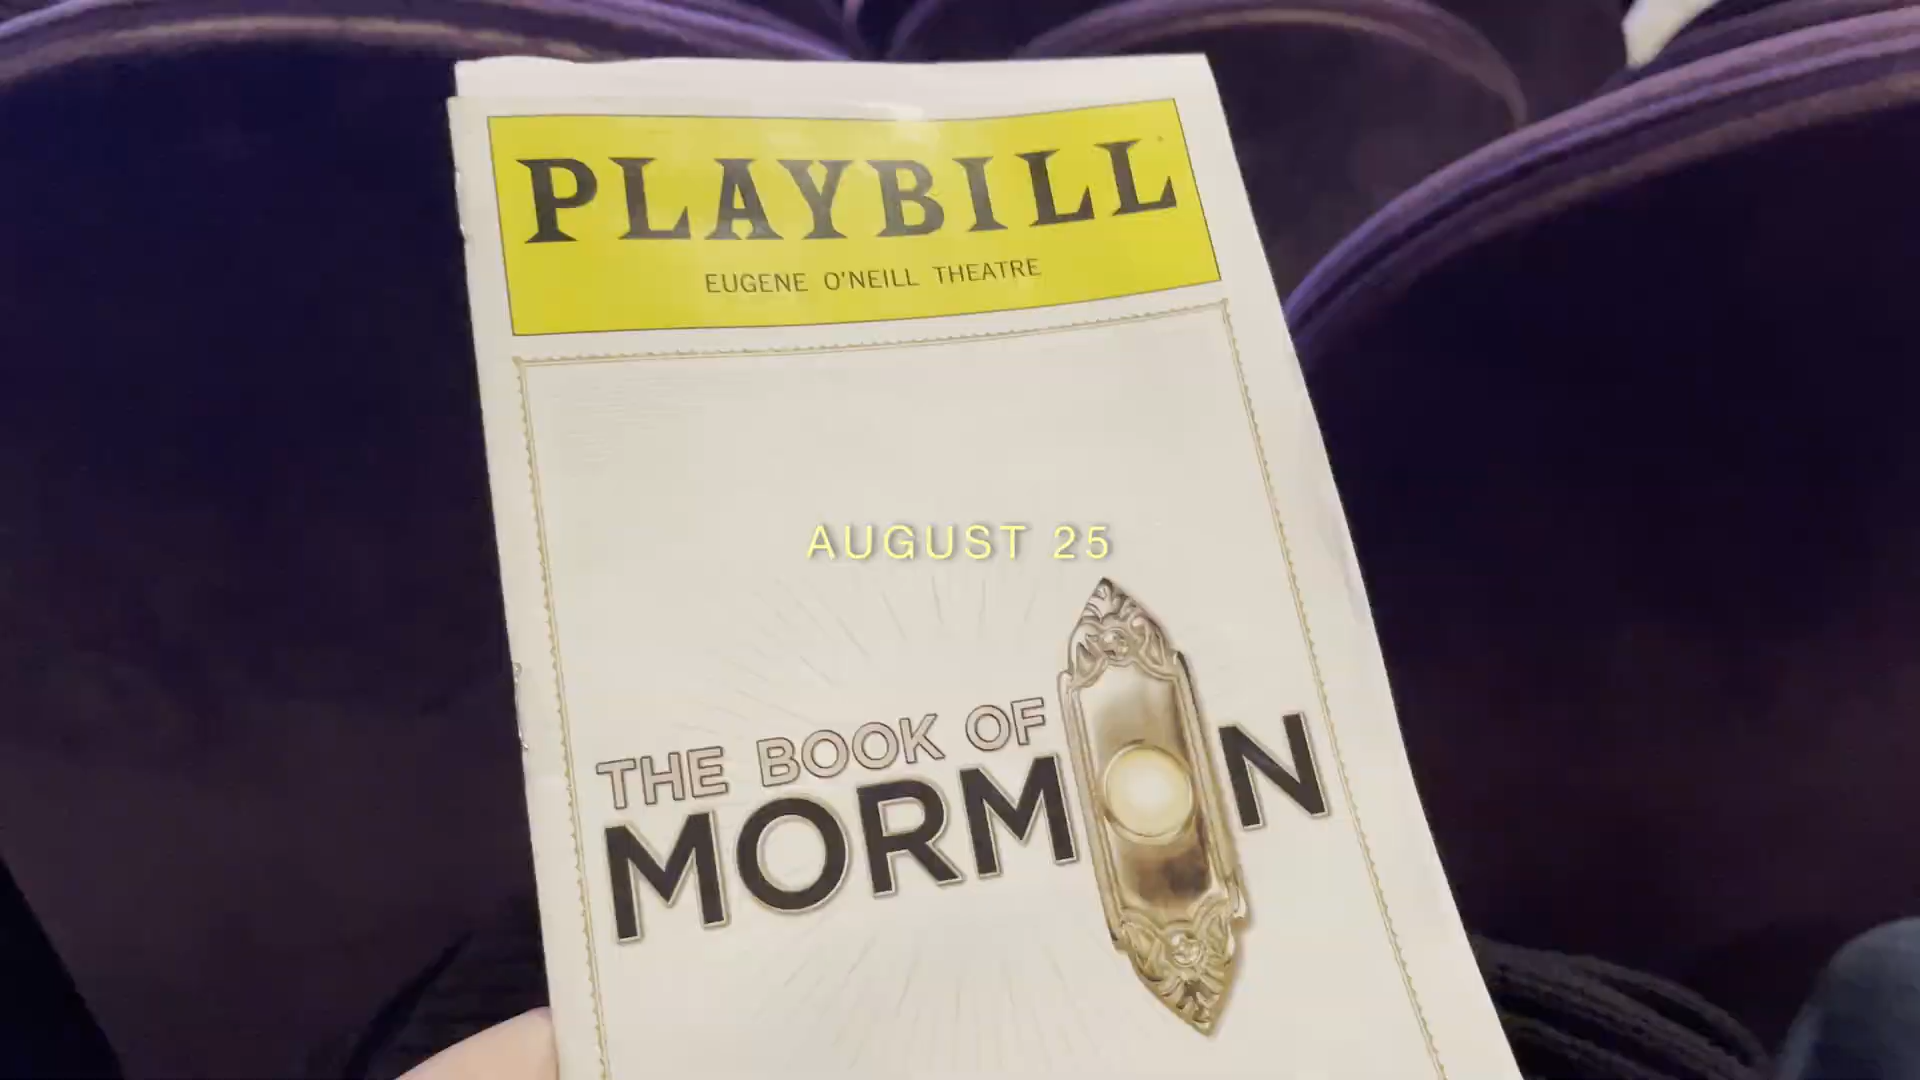 PLAYBILL
EUGENE O'NEILL THEATRE
AUGUST 25
THE BOOK OF
MORMON